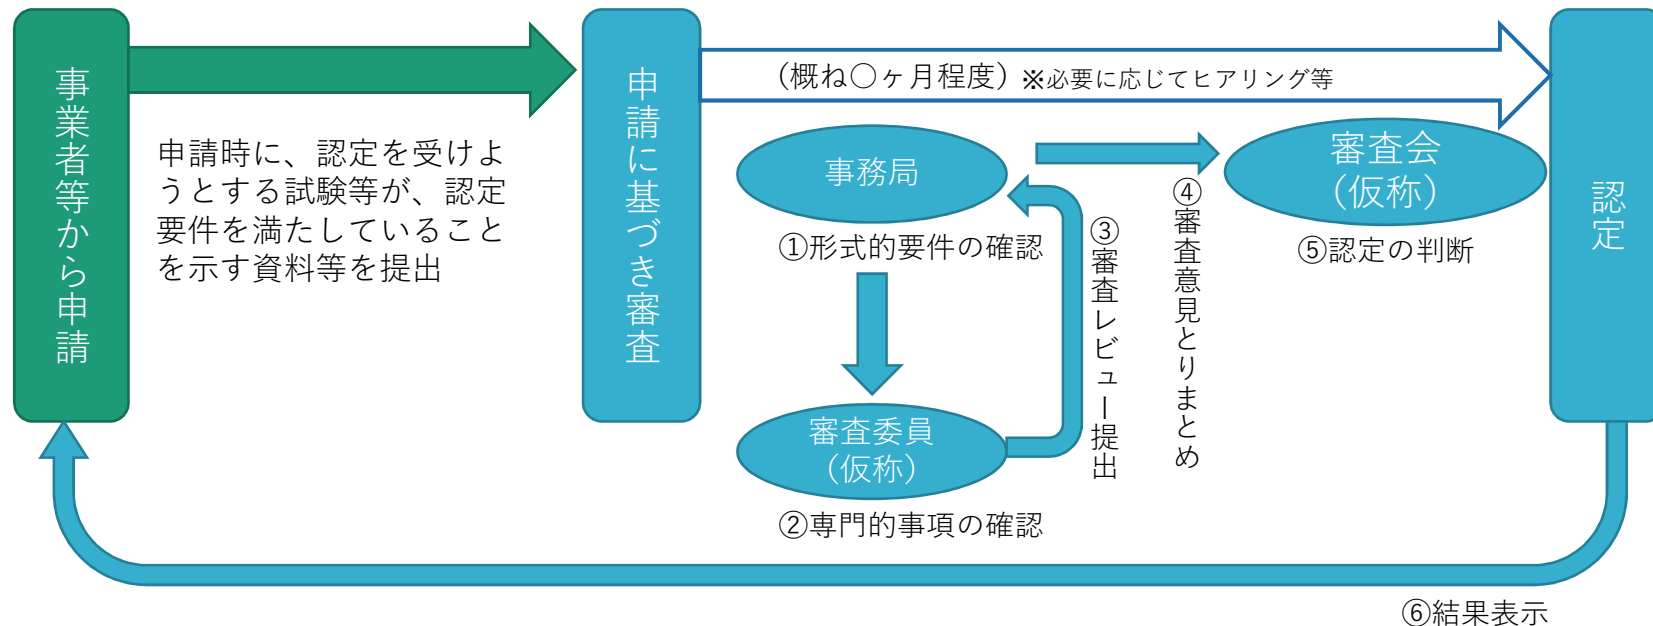 事業者等から申請
申請時に、認定を受けよ
うとする試験等が、認定
要件を満たしていること
を示す資料等を提出
申請に基づき審査
(概ね○ヶ月程度) ※必要に応じてヒアリング等
事務局
①形式的要件の確認
審査委員
(仮称)
②専門的事項の確認
③審査レビュー提出
④審査意見とりまとめ
審査会
(仮称)
⑤認定の判断
認定
⑥結果表示